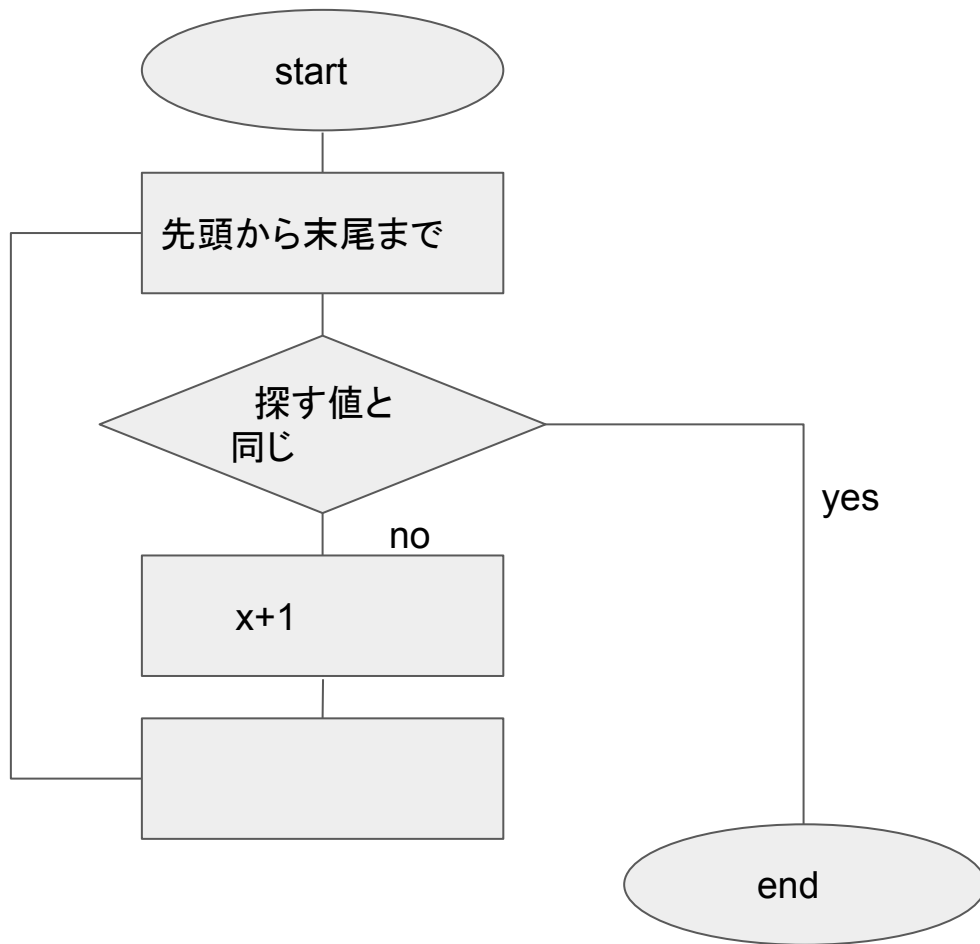 start
先頭から末尾まで
探す値と
同じ
yes
no
x+1
end